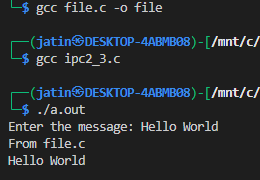 └─$ gcc file.c -o file
┌──(jatin㉿DESKTOP-4ABMB08)-[/mnt/c/
└─$ gcc ipc2_3.c
┌──(jatin㉿DESKTOP-4ABMB08)-[/mnt/c/
└─$ ./a.out
Enter the message: Hello World
From file.c
Hello World